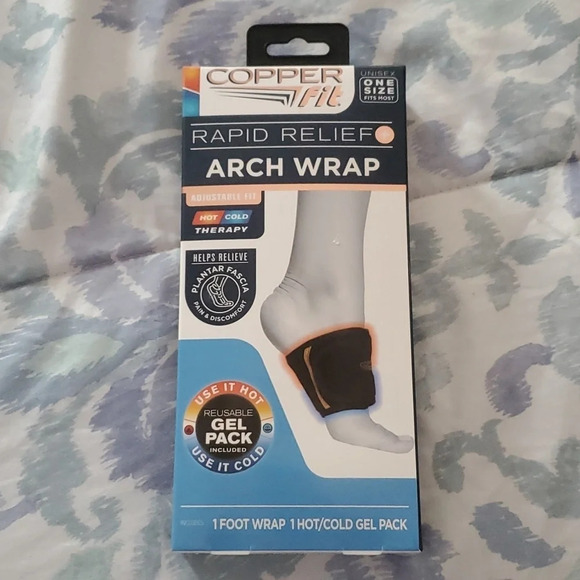 COPPER
Fit
UNISEX
ONE
SIZE
FITS MOST
RAPID RELIEF
ARCH WRAP
ADJUSTABLE FIT
HOT COLD
THERAPY
HELPS RELIEVE
PLANTAR FASCIA
PAIN & DISCOMFORT
USE IT HOT
REUSABLE
GEL
PACK
INCLUDED
USE IT COLD
INCLUDES: 1 FOOT WRAP 1 HOT/COLD GEL PACK